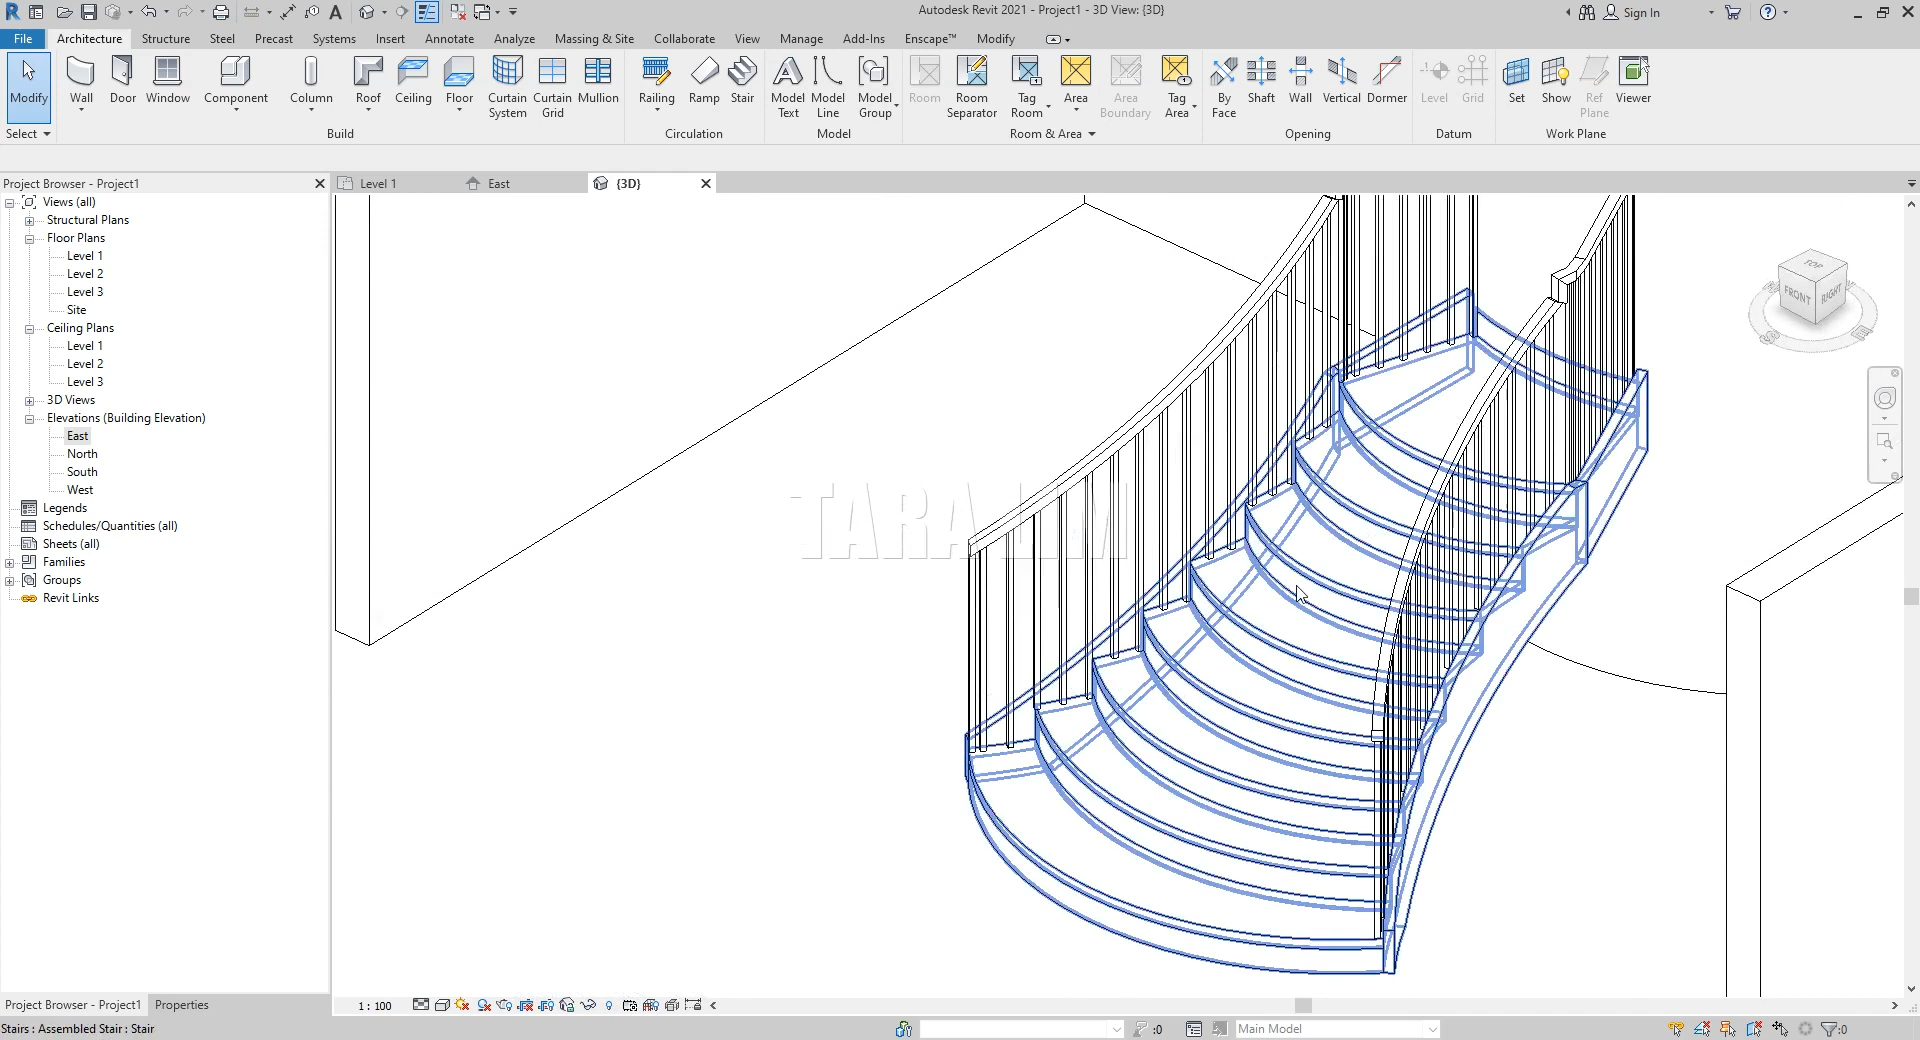 Autodesk Revit 2021 - Project1 - 3D View: {3D}
Sign In
File Architecture Structure Steel Precast Systems Insert Annotate Analyze Massing & Site Collaborate View Manage Add-Ins Enscape™ Modify
Modify Wall Door Window Component Column Roof Ceiling Floor Curtain System Curtain Grid Mullion Railing Ramp Stair Model Text Model Line Model Group Room Room Separator Tag Room Area Area Boundary Tag Area By Face Shaft Wall Vertical Dormer Level Grid Set Show Ref Plane Viewer
Select Build Circulation Model Room & Area Opening Datum Work Plane
Project Browser - Project1
Level 1 East {3D}
Views (all)
Structural Plans
Floor Plans
Level 1
Level 2
Level 3
Site
Ceiling Plans
Level 1
Level 2
Level 3
3D Views
Elevations (Building Elevation)
East
North
South
West
Legends
Schedules/Quantities (all)
Sheets (all)
Families
Groups
Revit Links
TOP
FRONT RIGHT
Project Browser - Project1 Properties
1 : 100
Stairs : Assembled Stair : Stair
:0
Main Model
:0